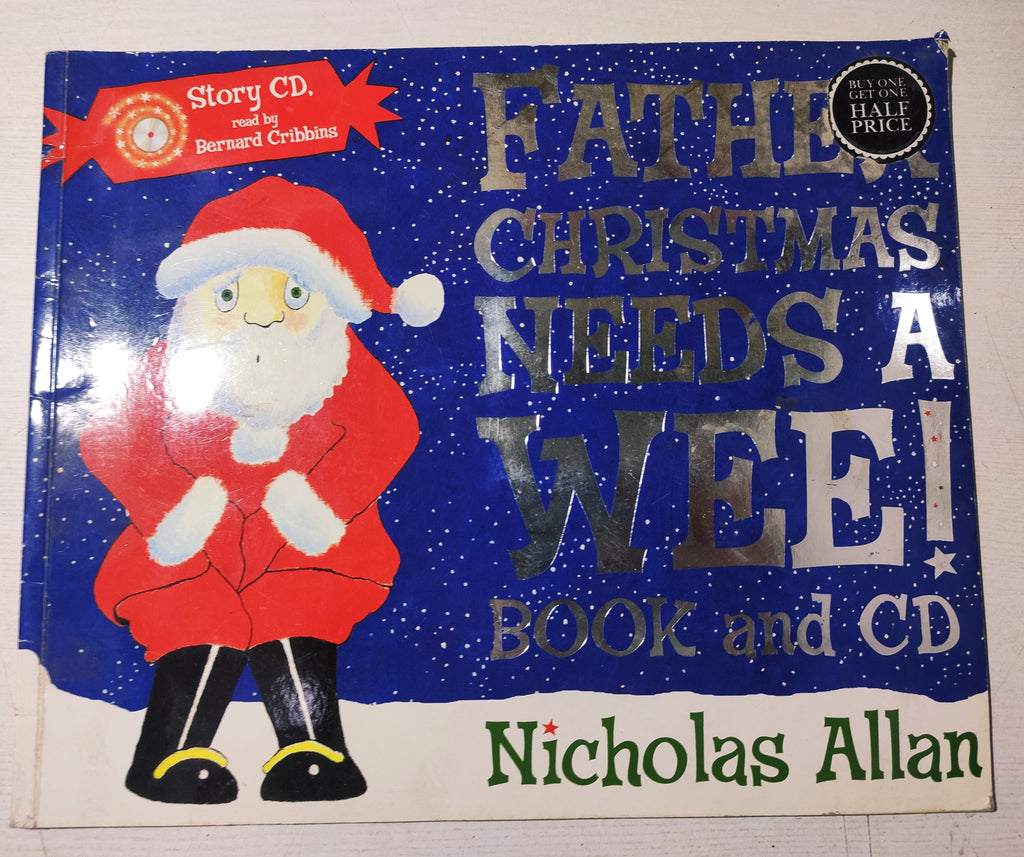 Story CD,
read by
Bernard Cribbins
BUY ONE
GET ONE
HALF
PRICE
FATHER
CHRISTMAS
NEEDS A
WEE!
BOOK and CD
Nicholas Allan